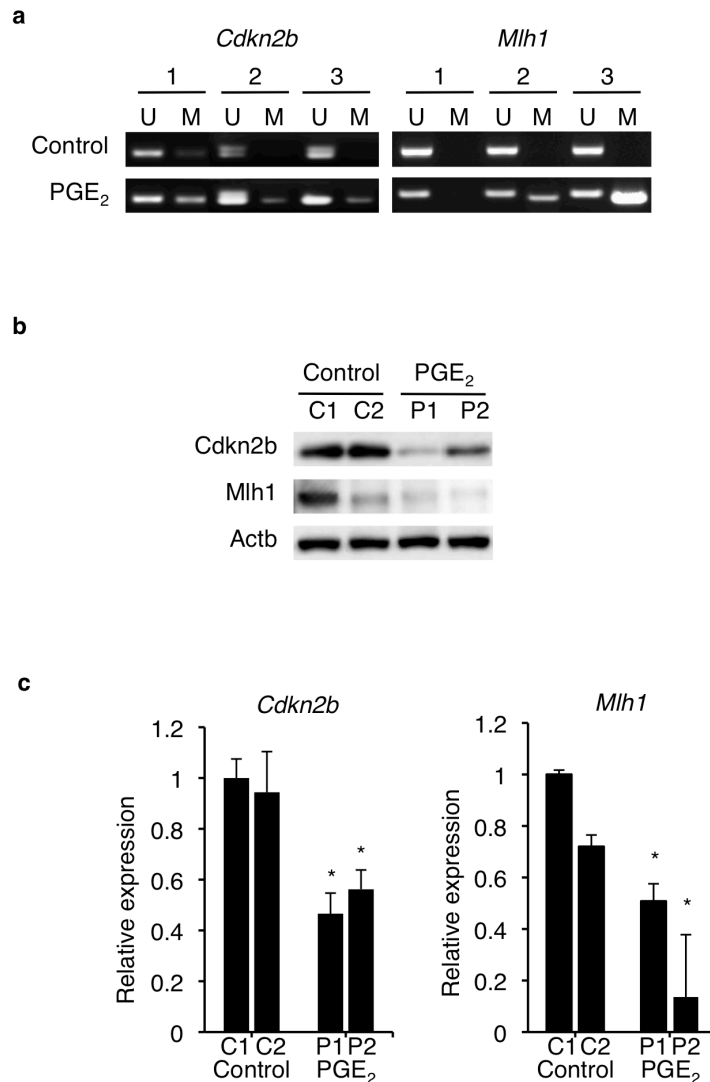 a
Cdkn2b Mlh1
1 2 3 1 2 3
U M U M U M U M U M U M
Control
PGE2
b
Control PGE2
C1 C2 P1 P2
Cdkn2b
Mlh1
Actb
c
Cdkn2b Mlh1
Relative expression
1.2
1
0.8
0.6
0.4
0.2
0
* *
C1 C2 P1 P2
Control PGE2
Relative expression
1.2
1
0.8
0.6
0.4
0.2
0
*
*
C1 C2 P1 P2
Control PGE2